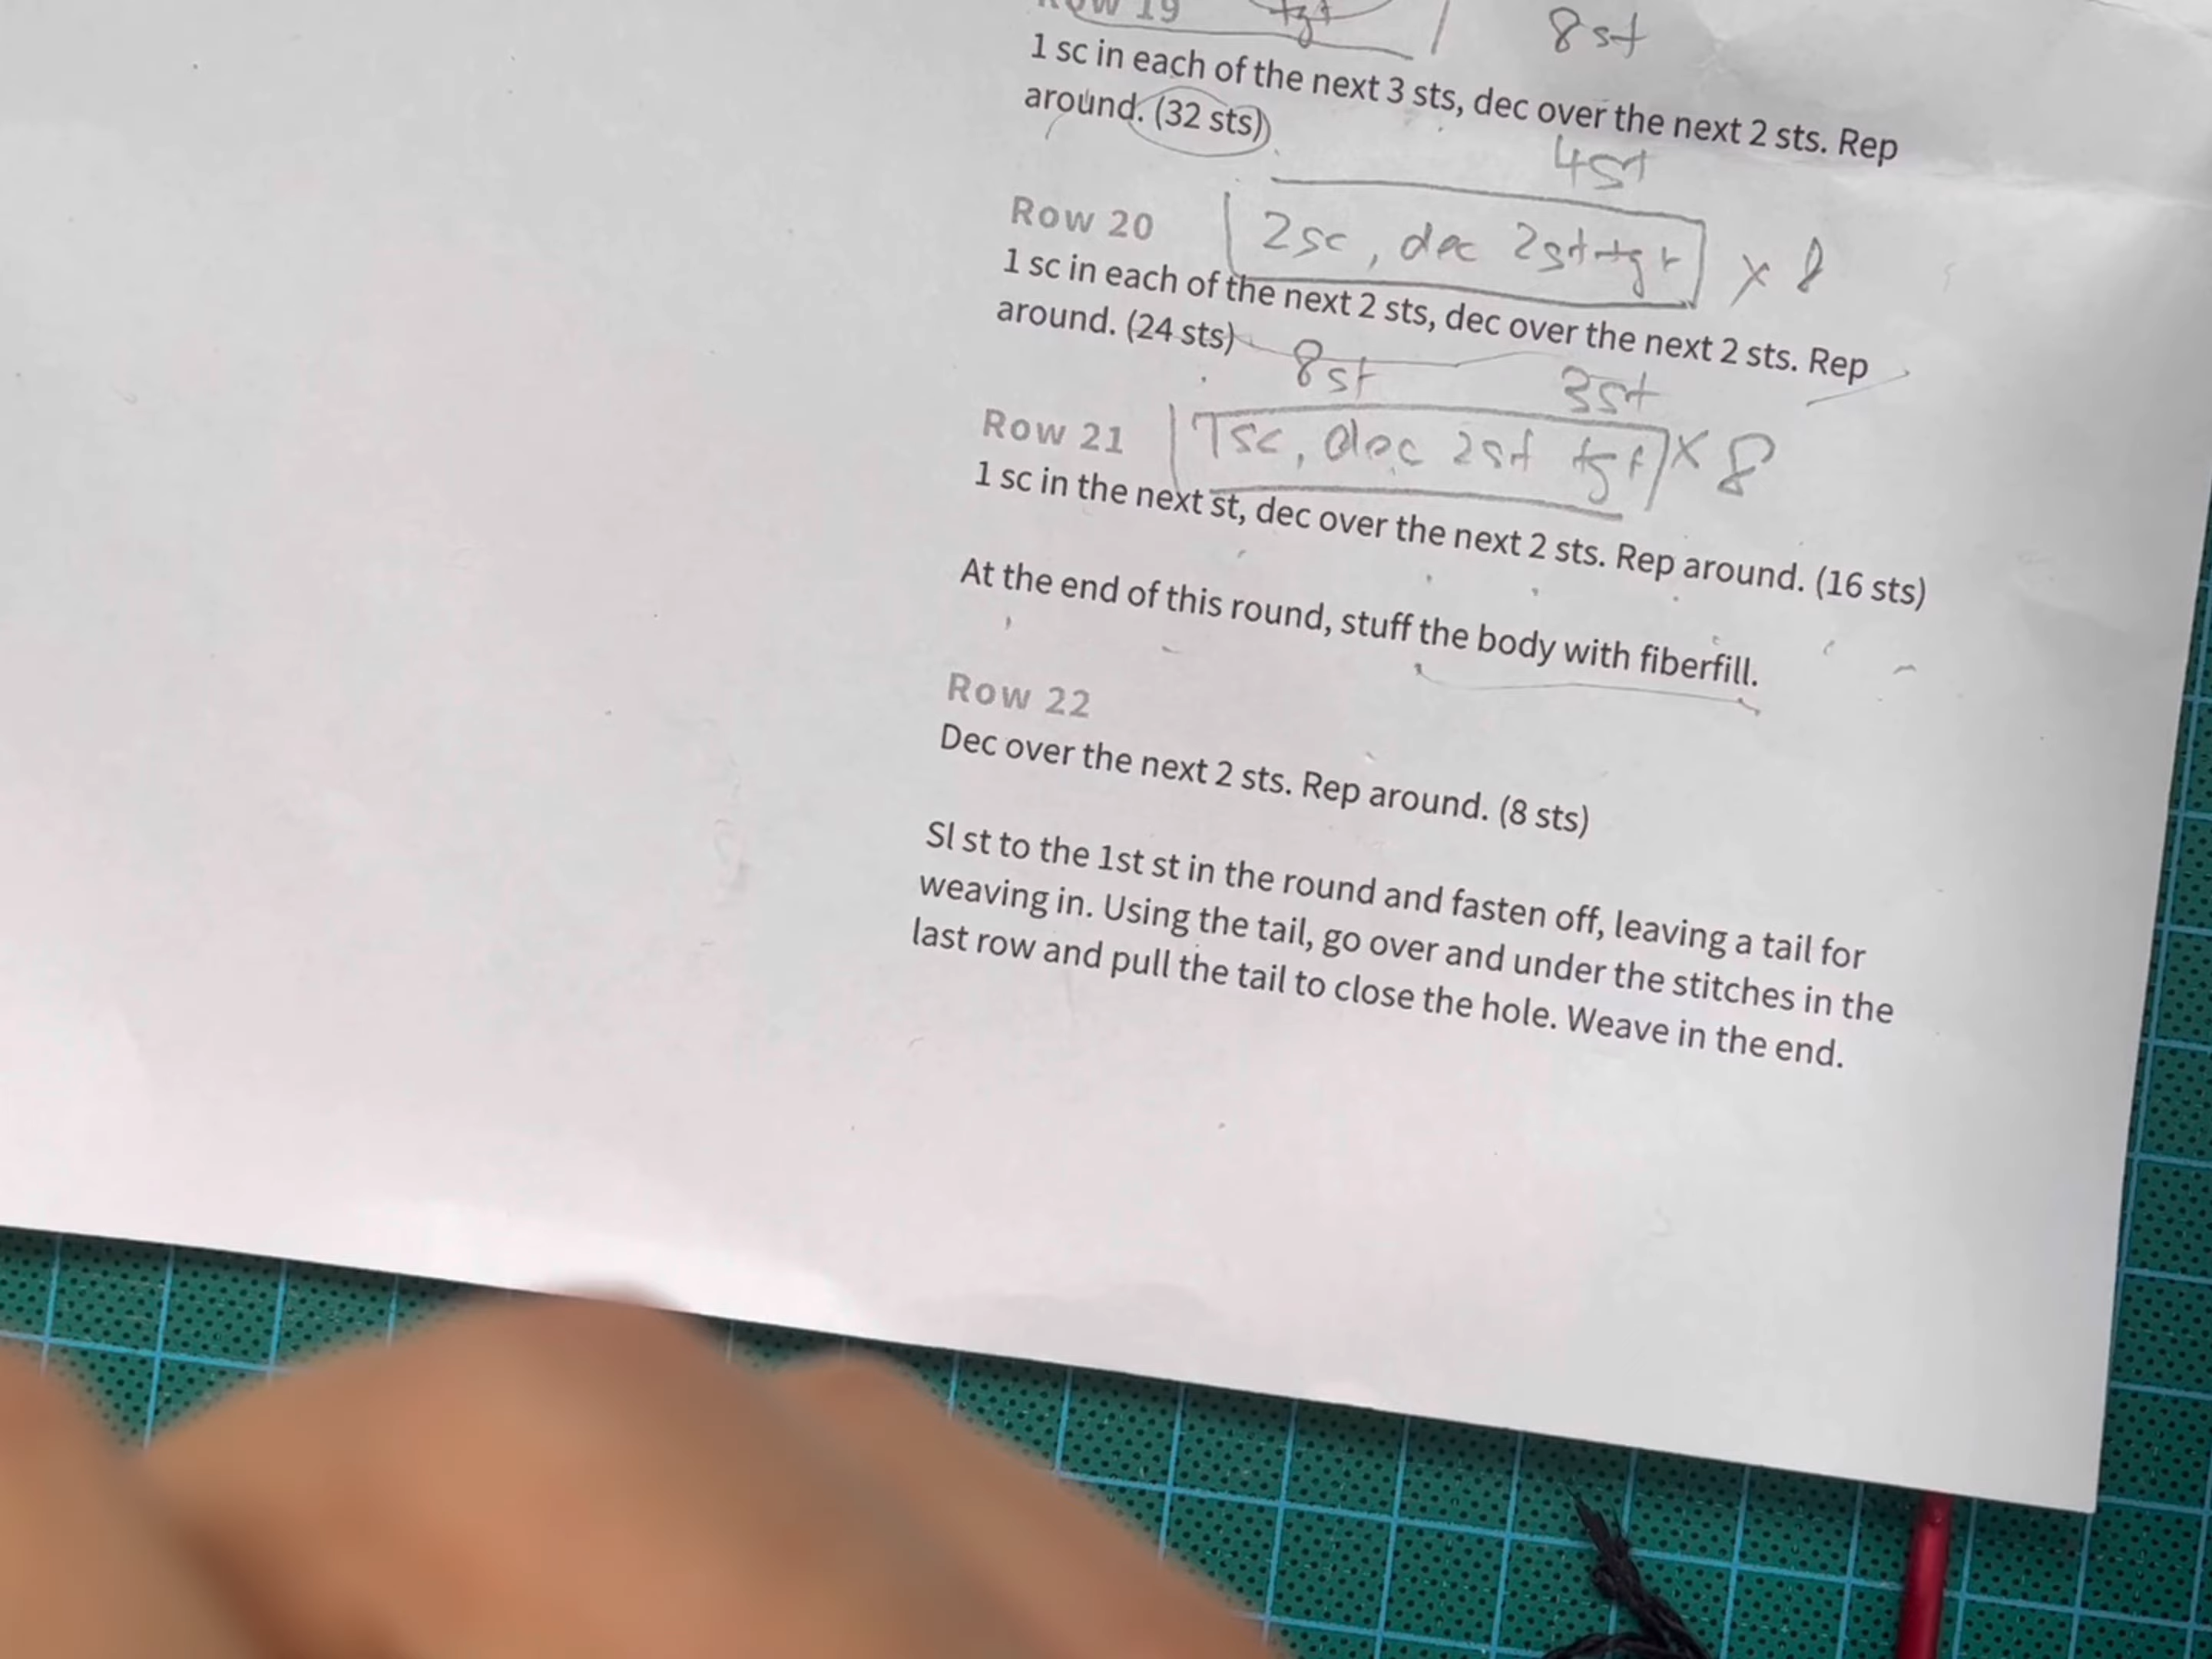 Row 19 tgt 8st
1 sc in each of the next 3 sts, dec over the next 2 sts. Rep
around. (32 sts)
4st
Row 20 2sc, dec 2st tgt x 8
1 sc in each of the next 2 sts, dec over the next 2 sts. Rep
around. (24 sts)
8st 3st
Row 21 1sc, dec 2st tgt x 8
1 sc in the next st, dec over the next 2 sts. Rep around. (16 sts)
At the end of this round, stuff the body with fiberfill.
Row 22
Dec over the next 2 sts. Rep around. (8 sts)
Sl st to the 1st st in the round and fasten off, leaving a tail for
weaving in. Using the tail, go over and under the stitches in the
last row and pull the tail to close the hole. Weave in the end.